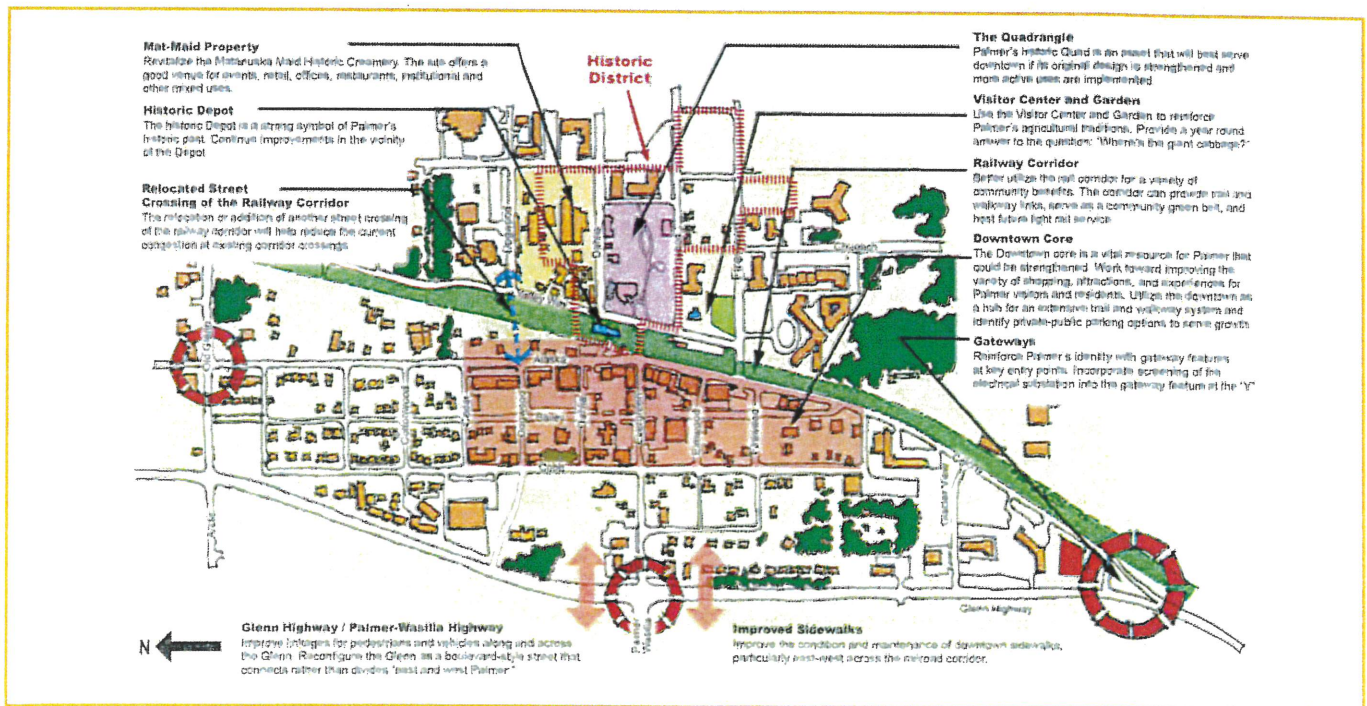 Mat-Maid Property
Revitalize the Matanuska Maid Historic Creamery. The site offers a
good venue for events, retail, offices, restaurants, institutional and
other mixed uses.
Historic Depot
The historic Depot is a strong symbol of Palmer's
historic past. Continue improvements in the vicinity
of the Depot
Relocated Street
Crossing of the Railway Corridor
The relocation or addition of another street crossing
of the railway corridor will help reduce the current
congestion at existing corridor crossings
Historic
District
The Quadrangle
Palmer's historic Quad is an asset that will best serve
downtown if its original design is strengthened and
more active uses are implemented
Visitor Center and Garden
Use the Visitor Center and Garden to reinforce
Palmer's agricultural traditions. Provide a year round
answer to the question: "Where's the giant cabbage?"
Railway Corridor
Better utilize the rail corridor for a variety of
community benefits. The corridor can provide trail and
walkway links, serve as a community green belt, and
host future light rail service
Downtown Core
The Downtown core is a vital resource for Palmer that
could be strengthened. Work toward improving the
variety of shopping, attractions, and experiences for
Palmer visitors and residents. Utilize the downtown as
a hub for an extensive trail and walkway system and
identify private-public parking options to serve growth
Gateways
Reinforce Palmer's identity with gateway features
at key entry points. Incorporate screening of the
electrical substation into the gateway feature at the "Y"
Denali
Alaska
Bailey
Old Glenn
Arctic
Glacier View
Glenn Highway
Palmer
Wasilla
N
Glenn Highway / Palmer-Wasilla Highway
Improve linkages for pedestrians and vehicles along and across
the Glenn. Reconfigure the Glenn as a boulevard-style street that
connects rather than divides "east and west Palmer."
Improved Sidewalks
Improve the condition and maintenance of downtown sidewalks,
particularly east-west across the railroad corridor.